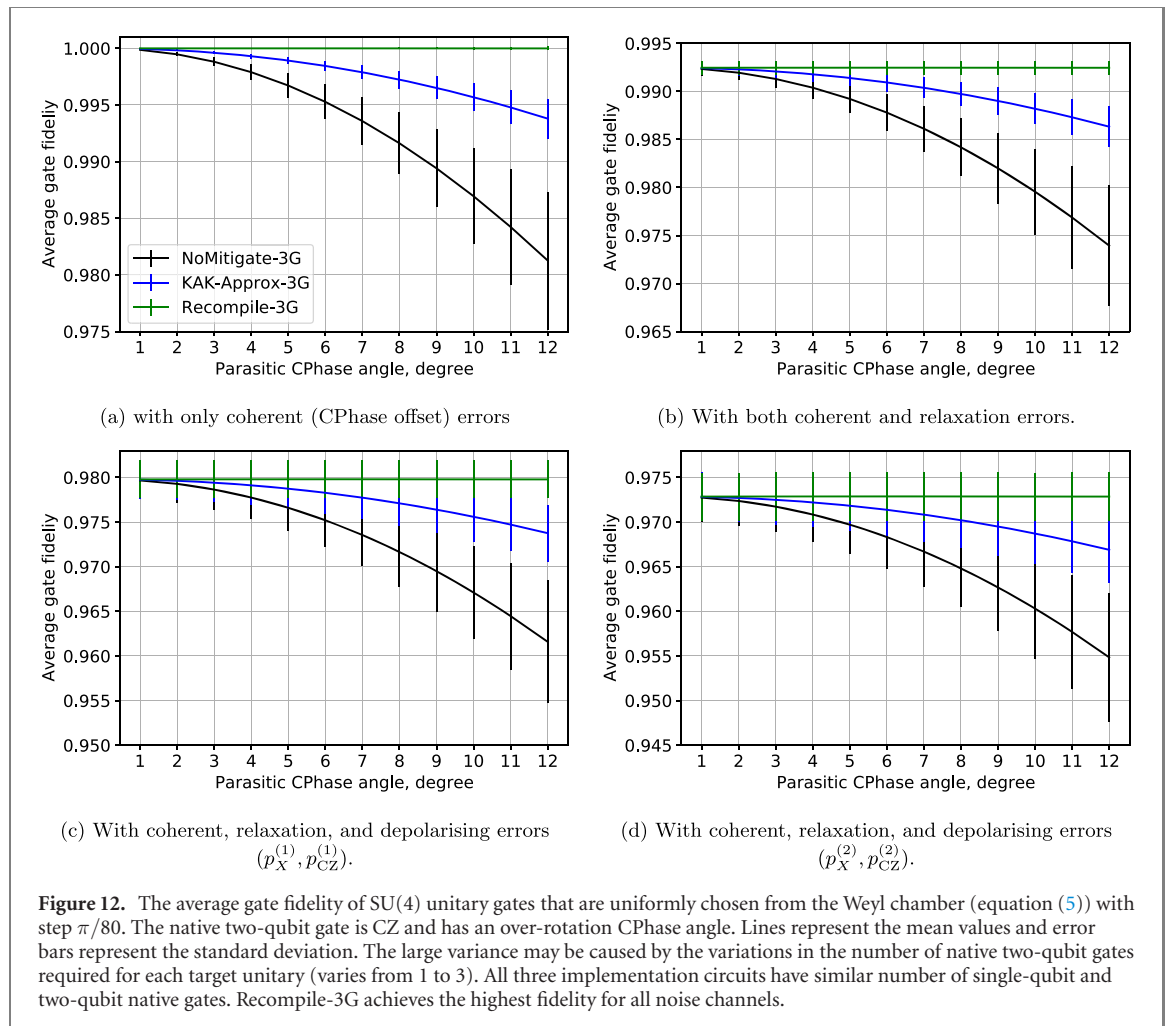 1.000
0.995
0.990
0.985
0.980
0.975
Average gate fideliy
NoMitigate-3G
KAK-Approx-3G
Recompile-3G
1 2 3 4 5 6 7 8 9 10 11 12
Parasitic CPhase angle, degree
(a) with only coherent (CPhase offset) errors
0.995
0.990
0.985
0.980
0.975
0.970
0.965
Average gate fideliy
1 2 3 4 5 6 7 8 9 10 11 12
Parasitic CPhase angle, degree
(b) With both coherent and relaxation errors.
0.980
0.975
0.970
0.965
0.960
0.955
0.950
Average gate fideliy
1 2 3 4 5 6 7 8 9 10 11 12
Parasitic CPhase angle, degree
(c) With coherent, relaxation, and depolarising errors
(p_X^{(1)}, p_{CZ}^{(1)}).
0.975
0.970
0.965
0.960
0.955
0.950
0.945
Average gate fideliy
1 2 3 4 5 6 7 8 9 10 11 12
Parasitic CPhase angle, degree
(d) With coherent, relaxation, and depolarising errors
(p_X^{(2)}, p_{CZ}^{(2)}).
Figure 12. The average gate fidelity of SU(4) unitary gates that are uniformly chosen from the Weyl chamber (equation (5)) with
step π/80. The native two-qubit gate is CZ and has an over-rotation CPhase angle. Lines represent the mean values and error
bars represent the standard deviation. The large variance may be caused by the variations in the number of native two-qubit gates
required for each target unitary (varies from 1 to 3). All three implementation circuits have similar number of single-qubit and
two-qubit native gates. Recompile-3G achieves the highest fidelity for all noise channels.